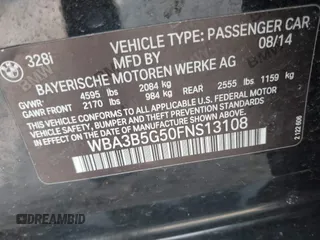 328i
VEHICLE TYPE: PASSENGER CAR
MFD BY 08/14
BAYERISCHE MOTOREN WERKE AG
GVWR: 4595 lbs 2084 kg
GAWR FRONT 2170 lbs 984 kg REAR 2555 lbs 1159 kg
THIS VEHICLE CONFORMS TO ALL APPLICABLE U.S. FEDERAL MOTOR VEHICLE
SAFETY, BUMPER AND THEFT PREVENTION STANDARDS IN EFFECT ON THE
DATE OF MANUFACTURE SHOWN ABOVE.
WBA3B5G50FNS13108
AUTOBIDMASTER